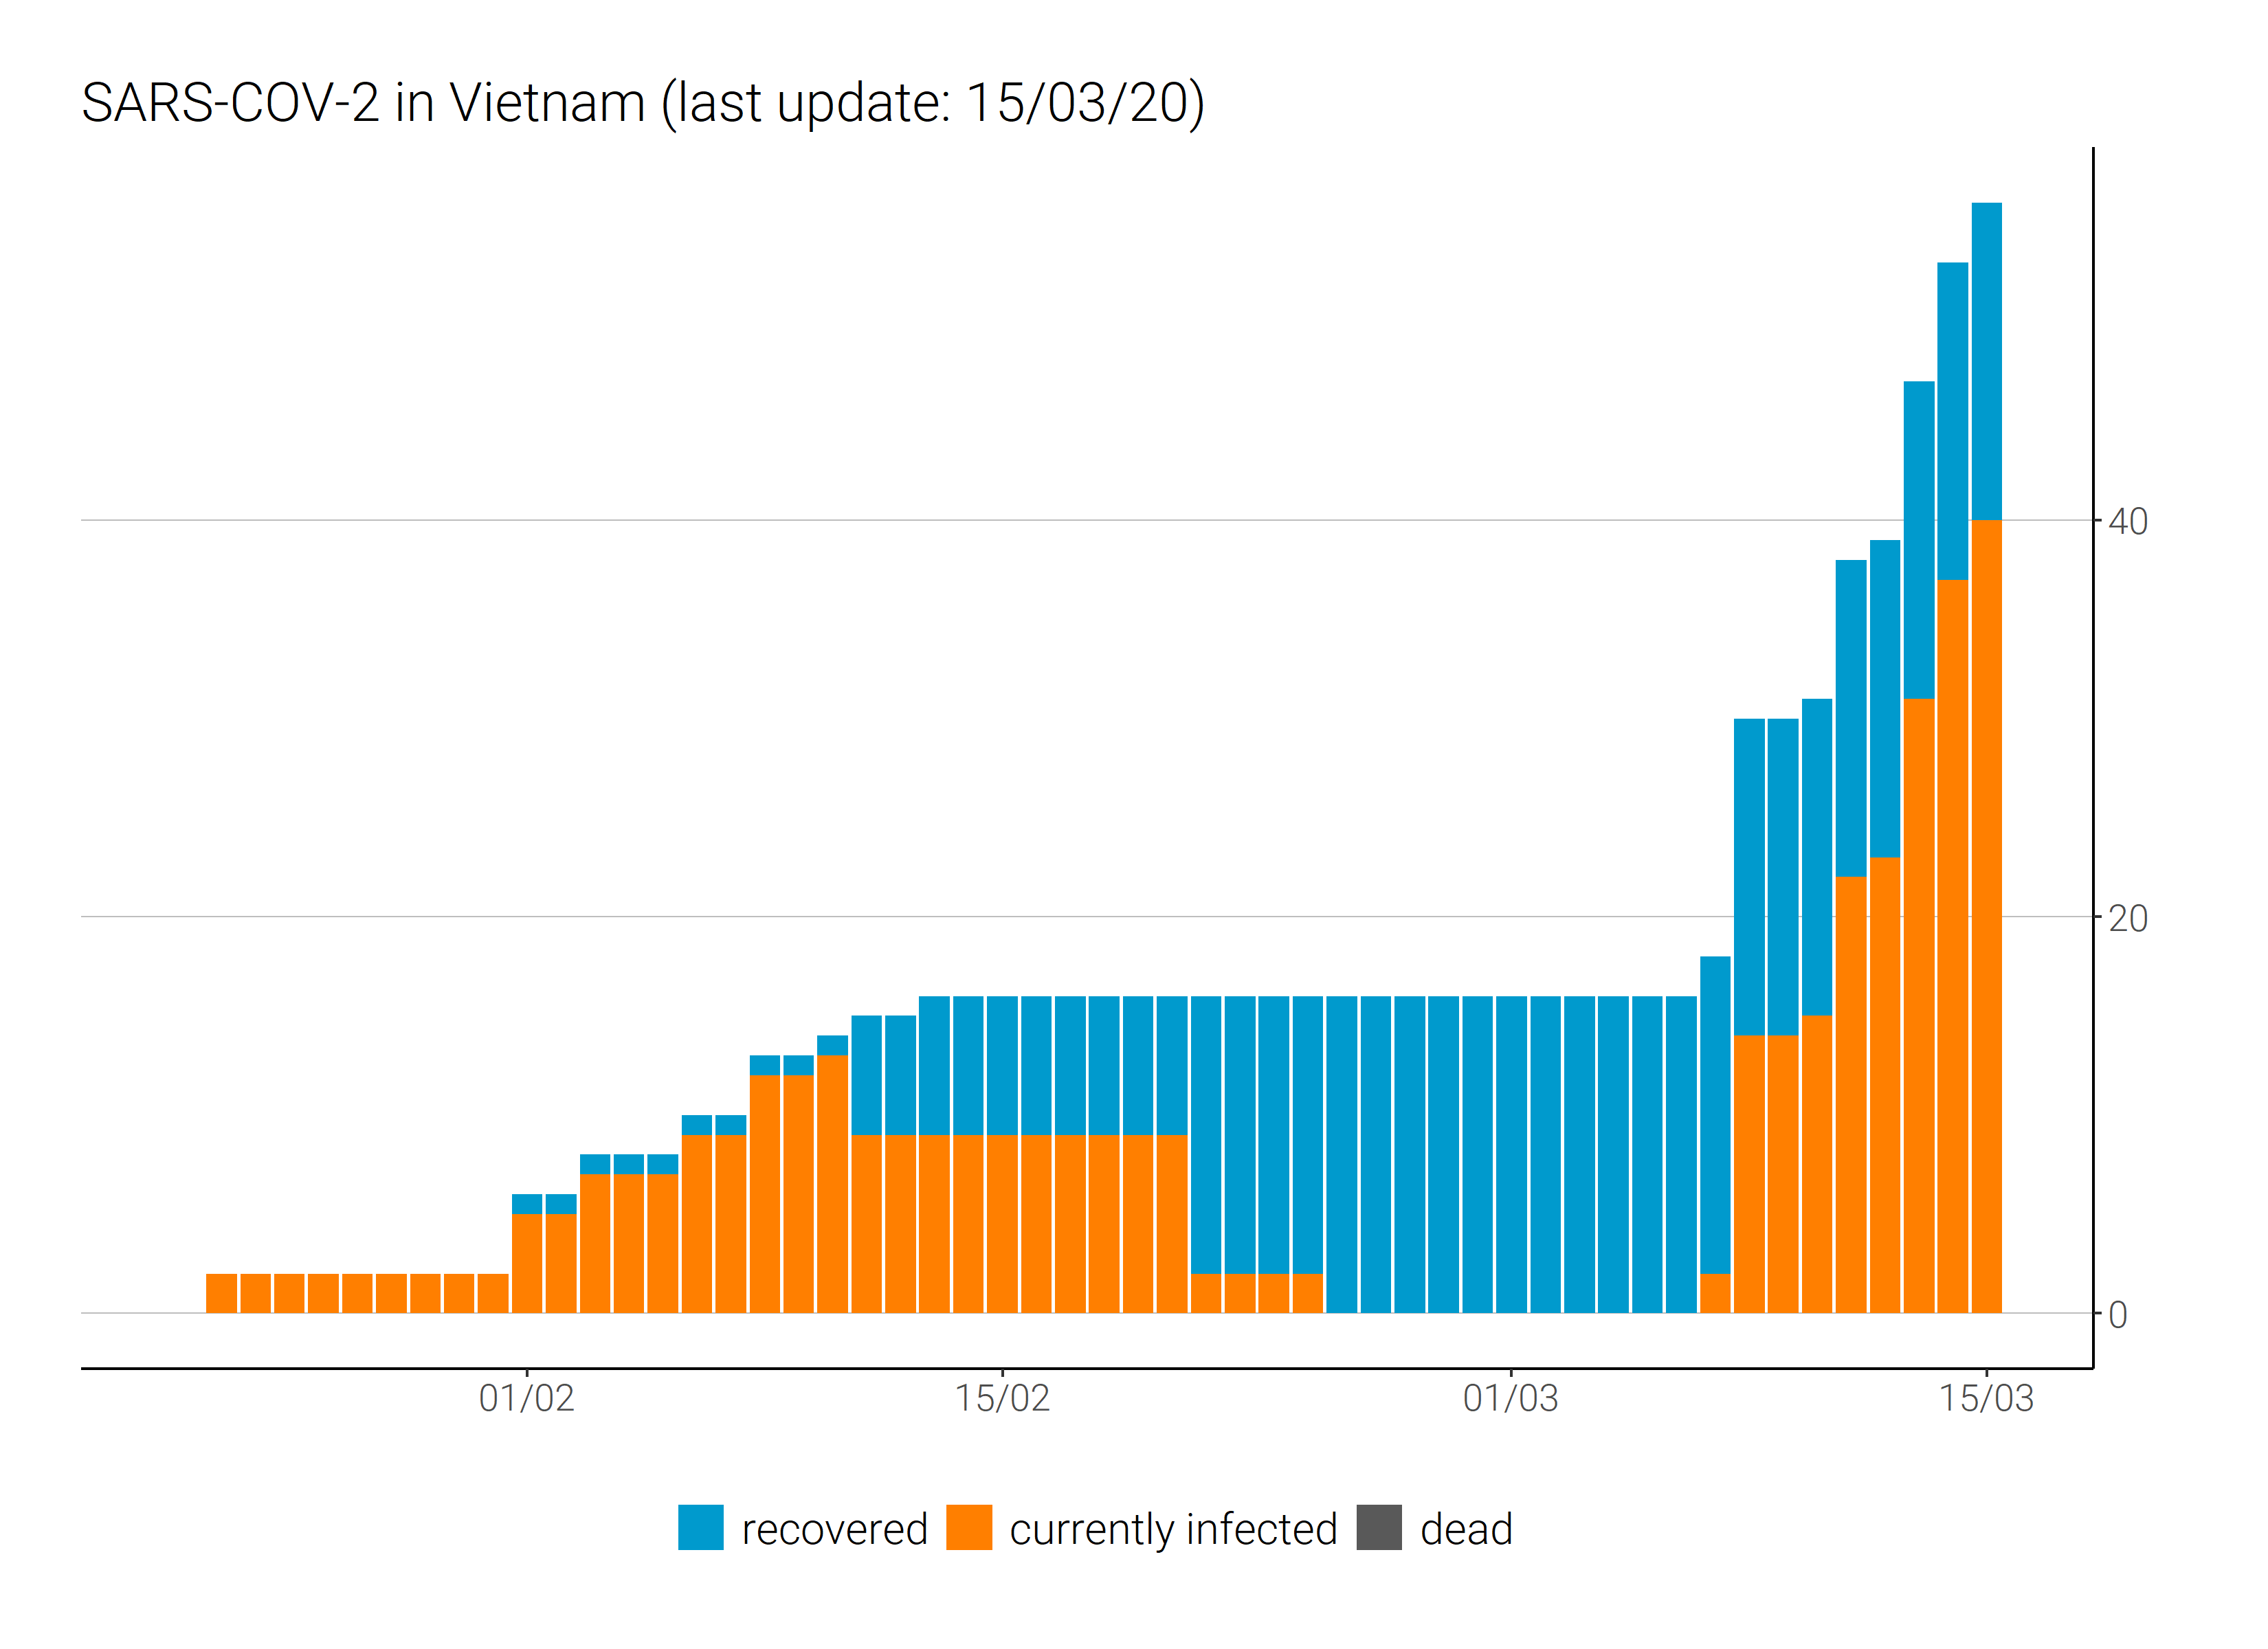 SARS-COV-2 in Vietnam (last update: 15/03/20)
40
20
0
01/02 15/02 01/03 15/03
recovered currently infected dead